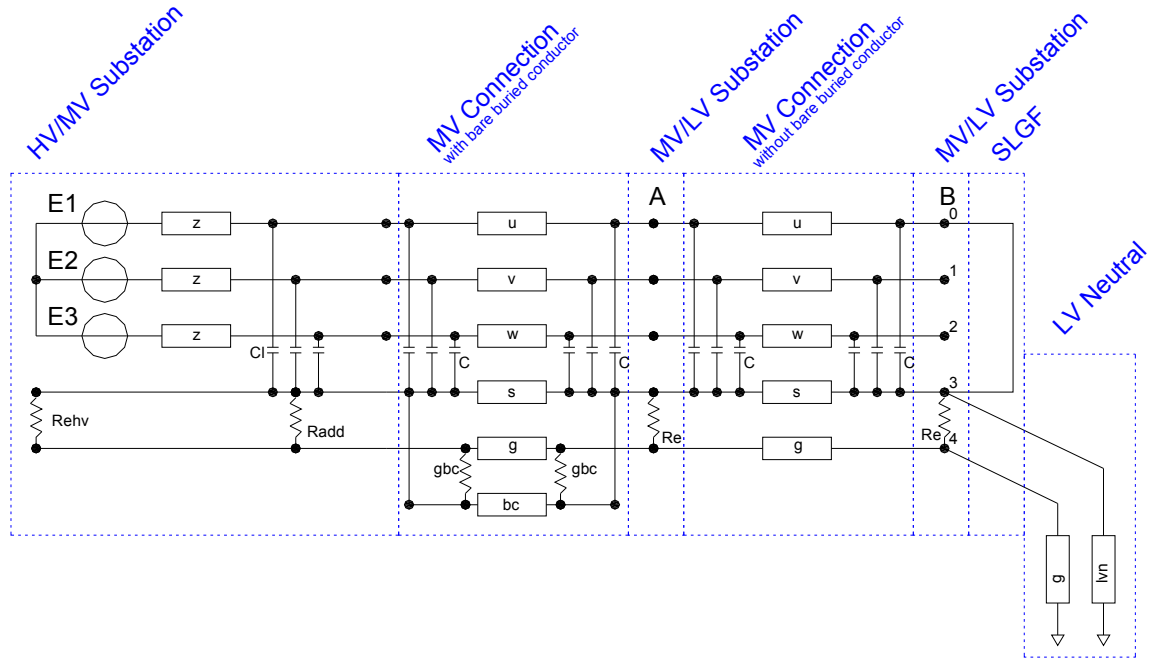 HV/MV Substation
MV Connection
with bare buried conductor
MV/LV Substation
MV Connection
without bare buried conductor
MV/LV Substation
SLGF
LV Neutral
A
B
E1
z
u
u
0
E2
z
v
v
1
E3
z
w
w
2
Cl
C
C
C
C
s
s
3
Rehv
Radd
g
Re
g
Re
4
gbc
gbc
bc
g
lvn